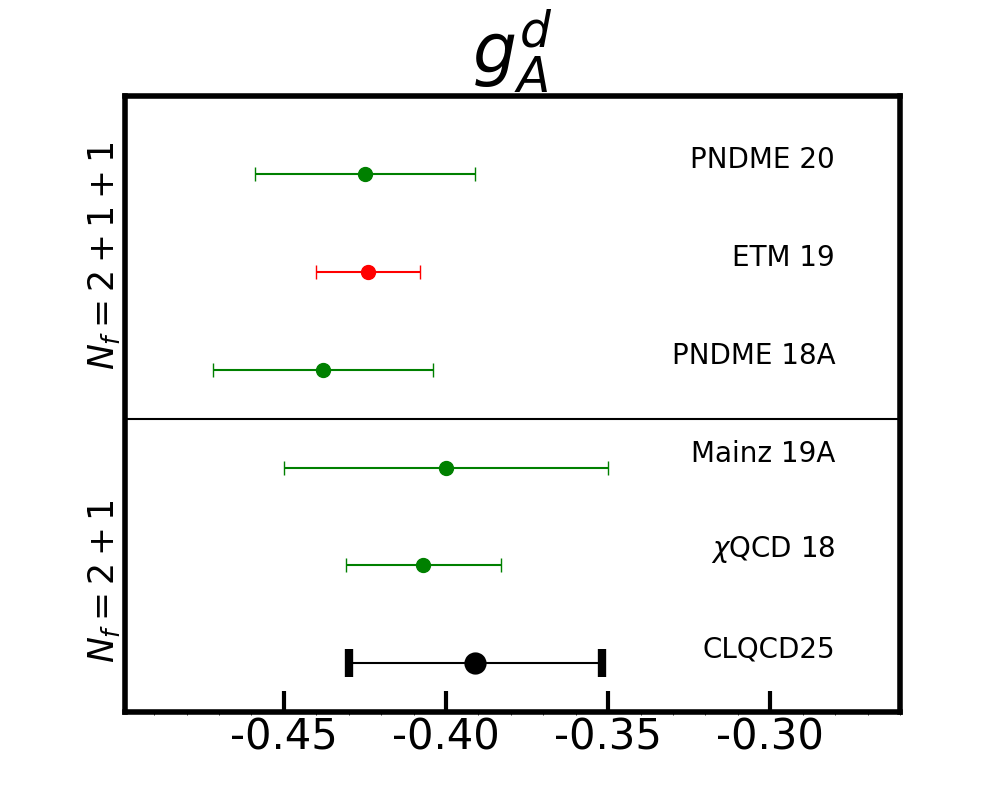 $g_A^d$
$N_f = 2 + 1 + 1$
PNDME 20
ETM 19
PNDME 18A
$N_f = 2 + 1$
Mainz 19A
χQCD 18
CLQCD25
-0.45 -0.40 -0.35 -0.30